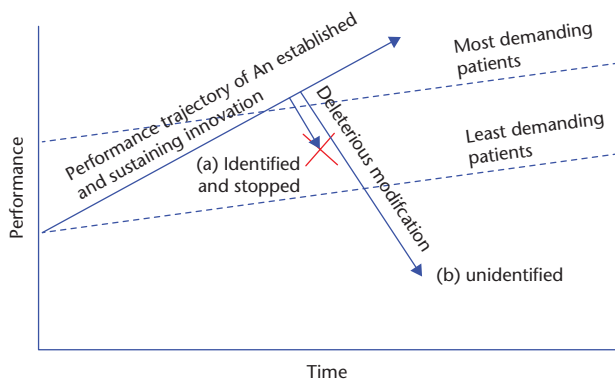 Performance
Performance trajectory of An established
and sustaining innovation
Most demanding
patients
Deleterious modifcation
Least demanding
patients
(a) Identified
and stopped
(b) unidentified
Time